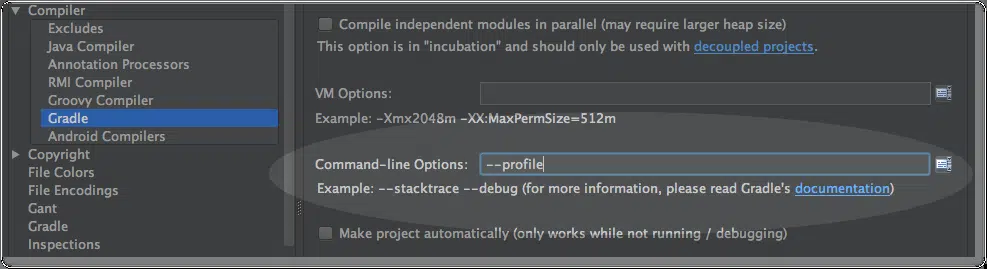 Compiler
Excludes
Java Compiler
Annotation Processors
RMI Compiler
Groovy Compiler
Gradle
Android Compilers
Copyright
File Colors
File Encodings
Gant
Gradle
Inspections
Compile independent modules in parallel (may require larger heap size)
This option is in "incubation" and should only be used with decoupled projects.
VM Options:
Example: -Xmx2048m -XX:MaxPermSize=512m
Command-line Options: --profile
Example: --stacktrace --debug (for more information, please read Gradle's documentation)
Make project automatically (only works while not running / debugging)